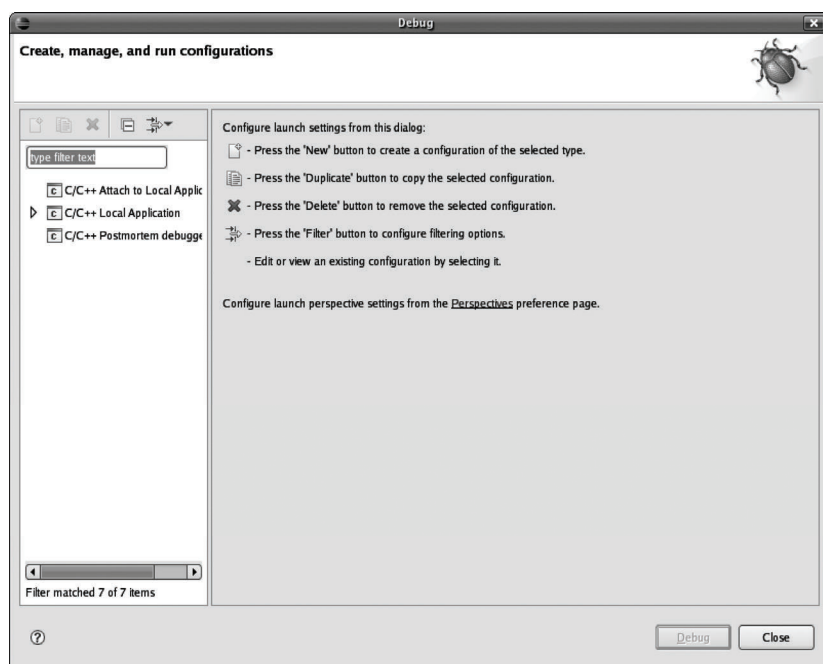 Debug
Create, manage, and run configurations
type filter text
C/C++ Attach to Local Applic
C/C++ Local Application
C/C++ Postmortem debugge
Filter matched 7 of 7 items
Configure launch settings from this dialog:
- Press the 'New' button to create a configuration of the selected type.
- Press the 'Duplicate' button to copy the selected configuration.
- Press the 'Delete' button to remove the selected configuration.
- Press the 'Filter' button to configure filtering options.
- Edit or view an existing configuration by selecting it.
Configure launch perspective settings from the Perspectives preference page.
Debug
Close